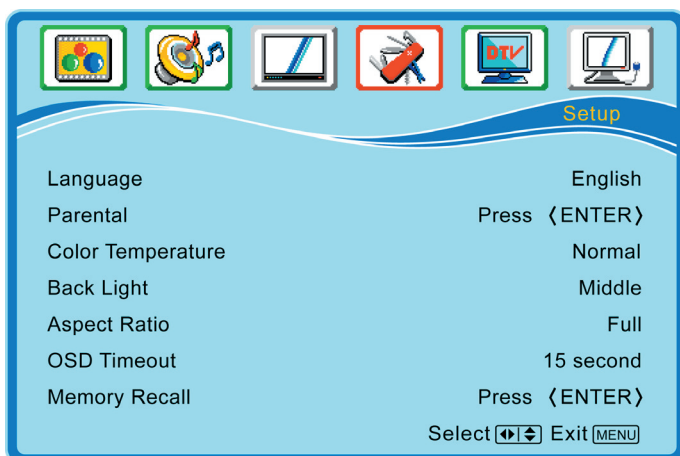 DTV
Setup
Language English
Parental Press 〈ENTER〉
Color Temperature Normal
Back Light Middle
Aspect Ratio Full
OSD Timeout 15 second
Memory Recall Press 〈ENTER〉
Select Exit MENU